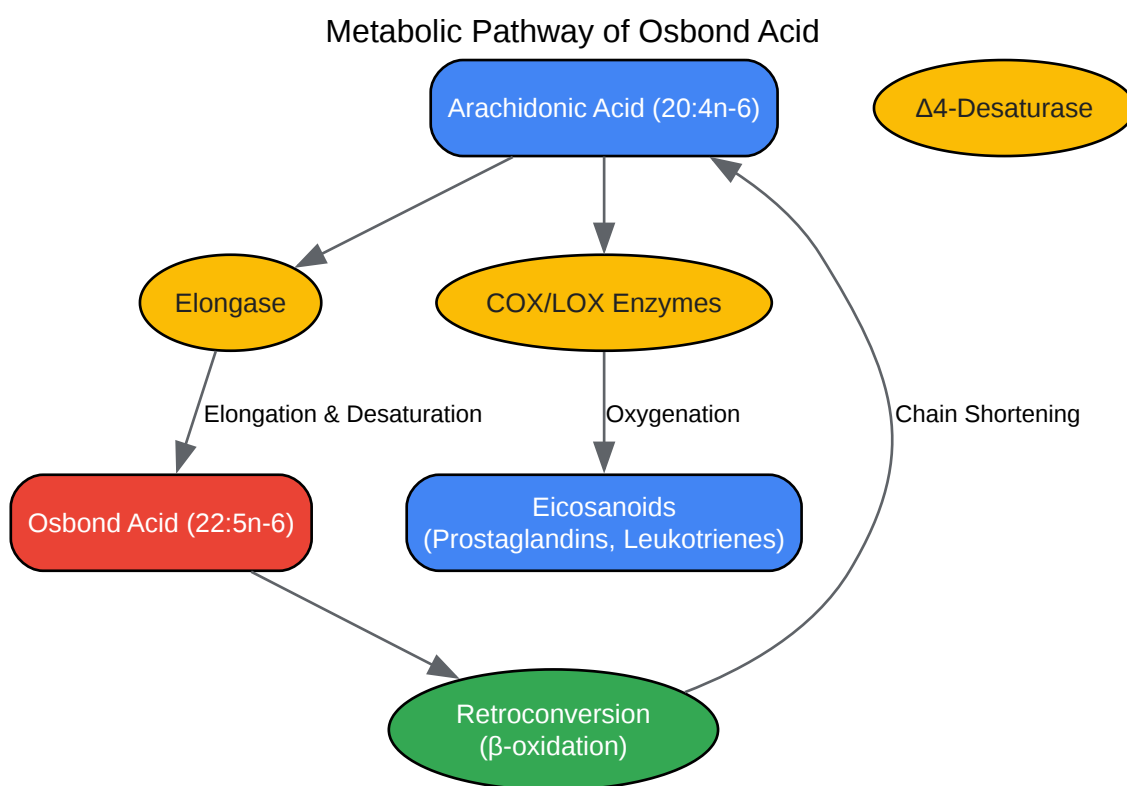 Metabolic Pathway of Osbond Acid
Arachidonic Acid (20:4n-6)
Δ4-Desaturase
Elongase
COX/LOX Enzymes
Elongation & Desaturation
Oxygenation
Chain Shortening
Osbond Acid (22:5n-6)
Eicosanoids
(Prostaglandins, Leukotrienes)
Retroconversion
(β-oxidation)